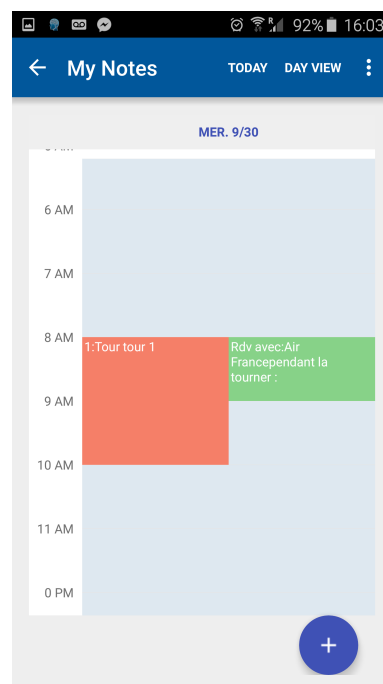 R 92% 16:03
My Notes TODAY DAY VIEW
MER. 9/30
6 AM
7 AM
8 AM
1:Tour tour 1
Rdv avec:Air
Francependant la
tourner :
9 AM
10 AM
11 AM
0 PM